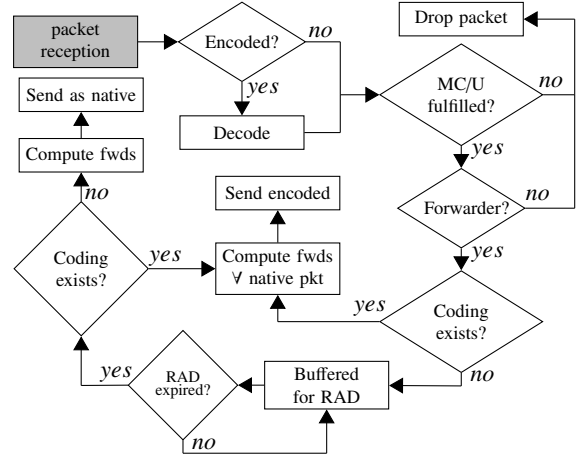 packet
reception
Encoded?
no
yes
Decode
Drop packet
MC/U
fulfilled?
no
yes
Forwarder?
no
yes
Coding
exists?
yes
no
Send as native
Compute fwds
no
Coding
exists?
yes
Send encoded
Compute fwds
∀ native pkt
Buffered
for RAD
RAD
expired?
yes
no